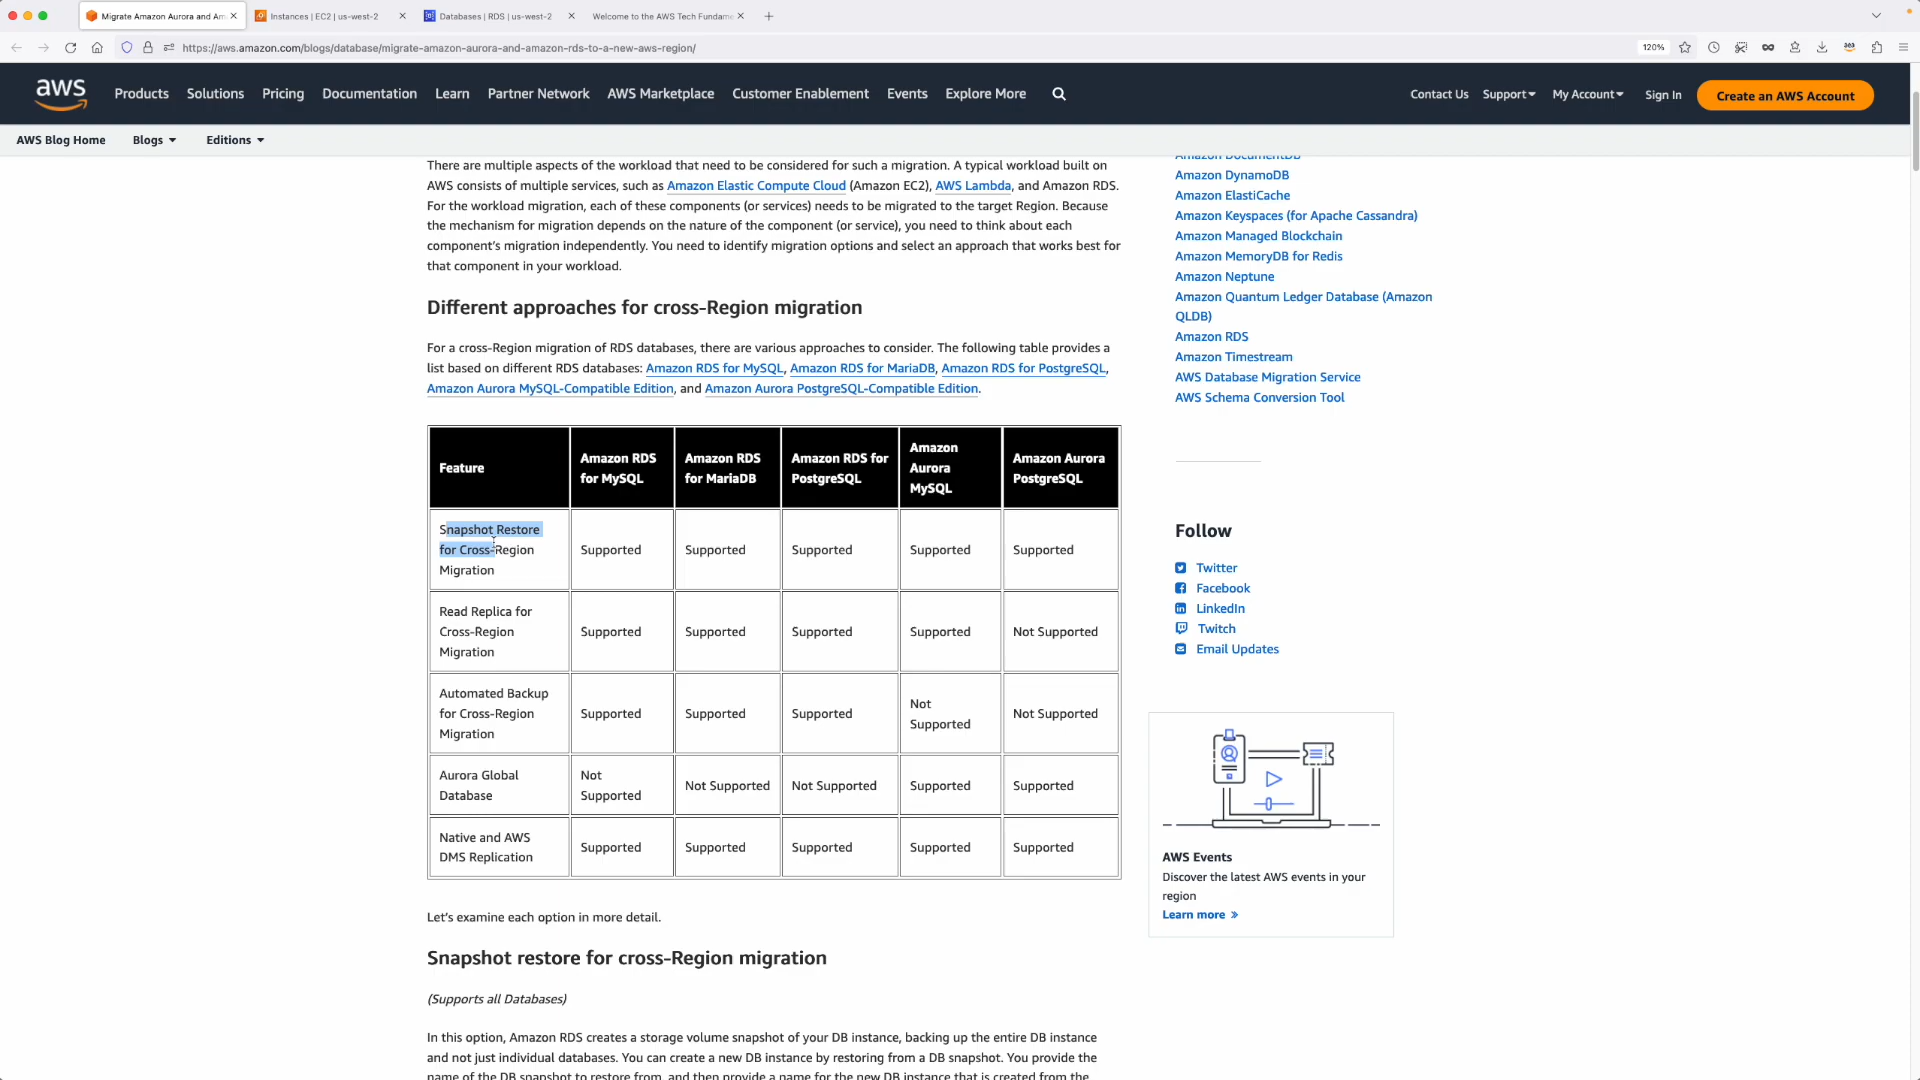 Migrate Amazon Aurora and Am
Instances | EC2 | us-west-2
Databases | RDS | us-west-2
Welcome to the AWS Tech Fundame
https://aws.amazon.com/blogs/database/migrate-amazon-aurora-and-amazon-rds-to-a-new-aws-region/
120%
aws
Products
Solutions
Pricing
Documentation
Learn
Partner Network
AWS Marketplace
Customer Enablement
Events
Explore More
Contact Us
Support
My Account
Sign In
Create an AWS Account
AWS Blog Home
Blogs
Editions
There are multiple aspects of the workload that need to be considered for such a migration. A typical workload built on
AWS consists of multiple services, such as Amazon Elastic Compute Cloud (Amazon EC2), AWS Lambda, and Amazon RDS.
For the workload migration, each of these components (or services) needs to be migrated to the target Region. Because
the mechanism for migration depends on the nature of the component (or service), you need to think about each
component's migration independently. You need to identify migration options and select an approach that works best for
that component in your workload.
Different approaches for cross-Region migration
For a cross-Region migration of RDS databases, there are various approaches to consider. The following table provides a
list based on different RDS databases: Amazon RDS for MySQL, Amazon RDS for MariaDB, Amazon RDS for PostgreSQL,
Amazon Aurora MySQL-Compatible Edition, and Amazon Aurora PostgreSQL-Compatible Edition.
Feature
Amazon RDS
for MySQL
Amazon RDS
for MariaDB
Amazon RDS for
PostgreSQL
Amazon
Aurora
MySQL
Amazon Aurora
PostgreSQL
Snapshot Restore
for Cross-Region
Migration
Supported
Supported
Supported
Supported
Supported
Read Replica for
Cross-Region
Migration
Supported
Supported
Supported
Supported
Not Supported
Automated Backup
for Cross-Region
Migration
Supported
Supported
Supported
Not
Supported
Not Supported
Aurora Global
Database
Not
Supported
Not Supported
Not Supported
Supported
Supported
Native and AWS
DMS Replication
Supported
Supported
Supported
Supported
Supported
Let's examine each option in more detail.
Snapshot restore for cross-Region migration
(Supports all Databases)
In this option, Amazon RDS creates a storage volume snapshot of your DB instance, backing up the entire DB instance
and not just individual databases. You can create a new DB instance by restoring from a DB snapshot. You provide the
name of the DB snapshot to restore from, and then provide a name for the new DB instance that is created from the
Amazon DocumentDB
Amazon DynamoDB
Amazon ElastiCache
Amazon Keyspaces (for Apache Cassandra)
Amazon Managed Blockchain
Amazon MemoryDB for Redis
Amazon Neptune
Amazon Quantum Ledger Database (Amazon
QLDB)
Amazon RDS
Amazon Timestream
AWS Database Migration Service
AWS Schema Conversion Tool
Follow
Twitter
Facebook
LinkedIn
Twitch
Email Updates
AWS Events
Discover the latest AWS events in your
region
Learn more »